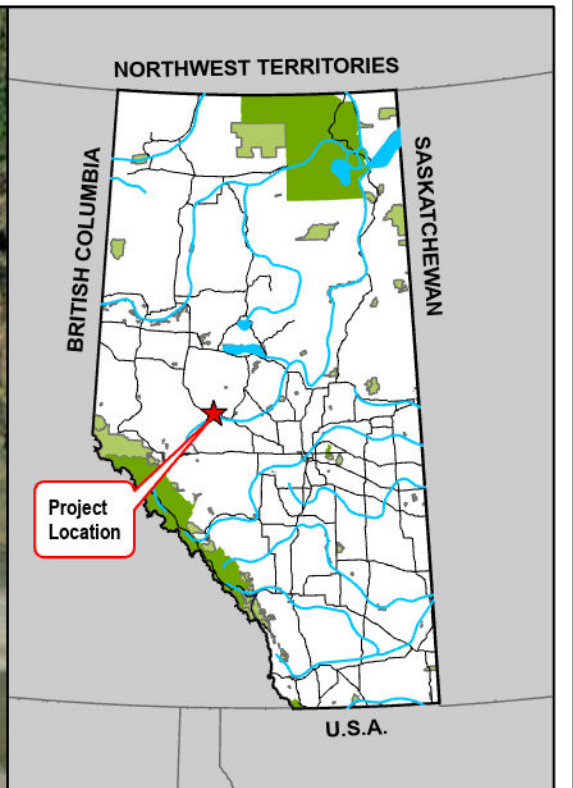 NORTHWEST TERRITORIES
BRITISH COLUMBIA
SASKATCHEWAN
Project
Location
U.S.A.